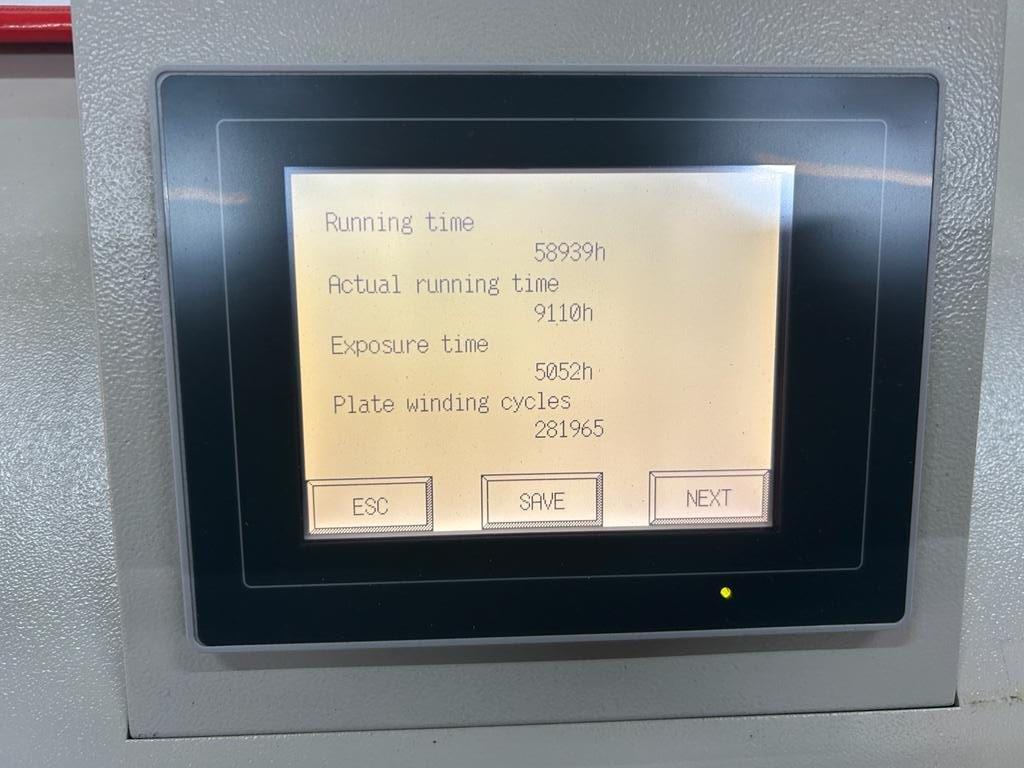 Running time
58939h
Actual running time
9110h
Exposure time
5052h
Plate winding cycles
281965
ESC SAVE NEXT